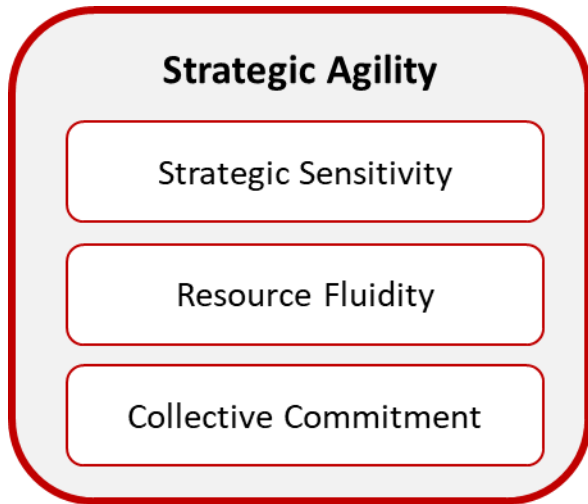 Strategic Agility
Strategic Sensitivity
Resource Fluidity
Collective Commitment